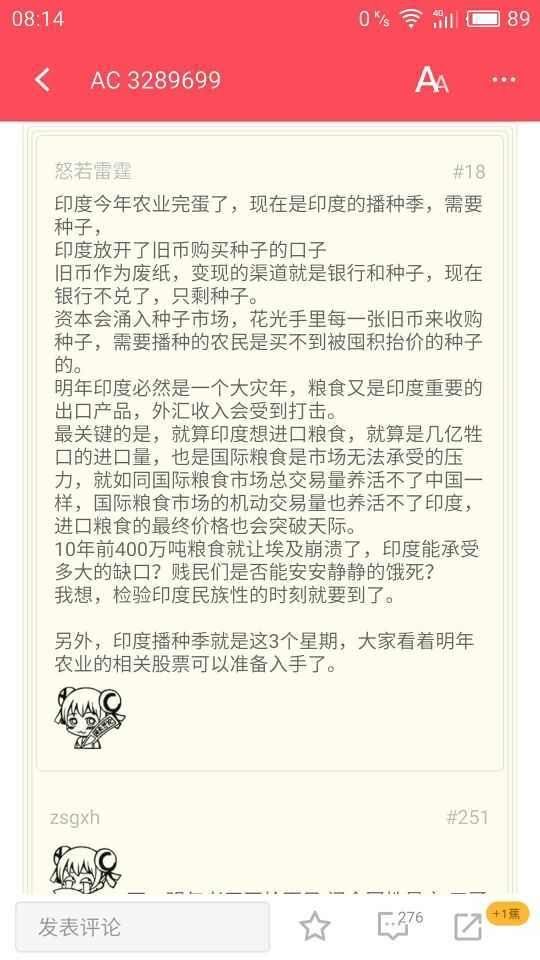 08:14
0 K/s
4G
89
AC 3289699
AA
怒若雷霆
#18
印度今年农业完蛋了，现在是印度的播种季，需要
种子，
印度放开了旧币购买种子的口子
旧币作为废纸，变现的渠道就是银行和种子，现在
银行不兑了，只剩种子。
资本会涌入种子市场，花光手里每一张旧币来收购
种子，需要播种的农民是买不到被囤积抬价的种子
的。
明年印度必然是一个大灾年，粮食又是印度重要的
出口产品，外汇收入会受到打击。
最关键的是，就算印度想进口粮食，就算是几亿牲
口的进口量，也是国际粮食是市场无法承受的压
力，就如同国际粮食市场总交易量养活不了中国一
样，国际粮食市场的机动交易量也养活不了印度，
进口粮食的最终价格也会突破天际。
10年前400万吨粮食就让埃及崩溃了，印度能承受
多大的缺口？贱民们是否能安安静静的饿死？
我想，检验印度民族性的时刻就要到了。
另外，印度播种季就是这3个星期，大家看着明年
农业的相关股票可以准备入手了。
zsgxh
#251
发表评论
276
+1蕉